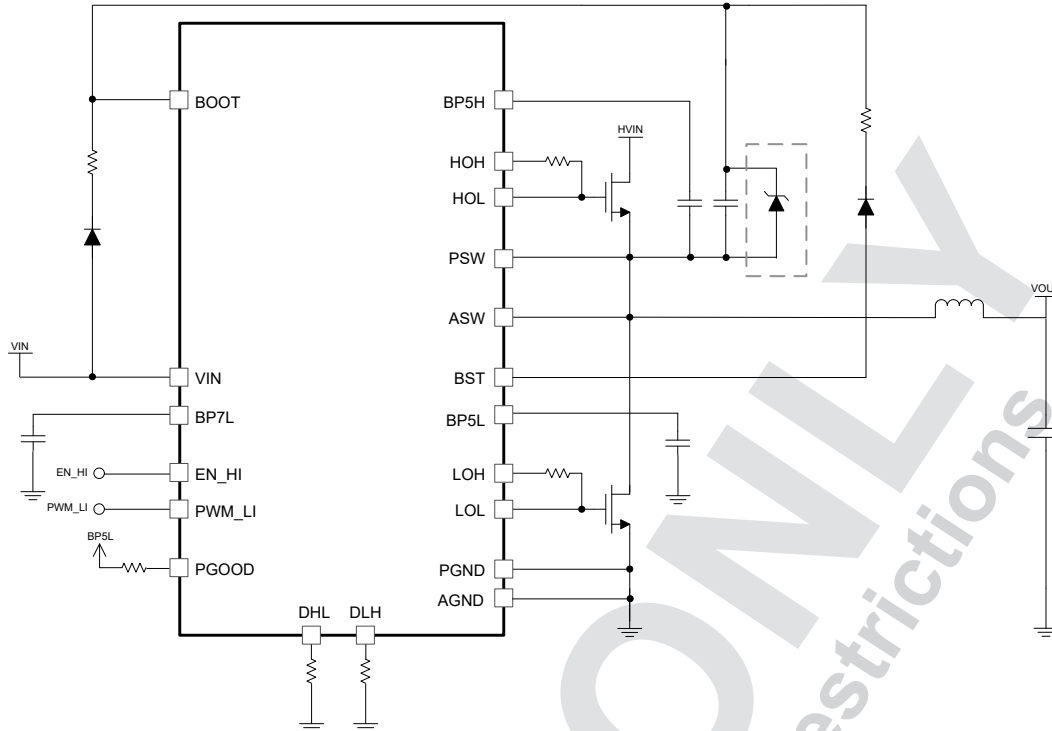 BOOT
BP5H
HVIN
HOH
HOL
PSW
ASW
VIN
VIN
BST
BP7L
BP5L
EN_HI
EN_HI
LOH
PWM_LI
PWM_LI
LOL
BP5L
PGOOD
PGND
AGND
DHL
DLH
ONLY